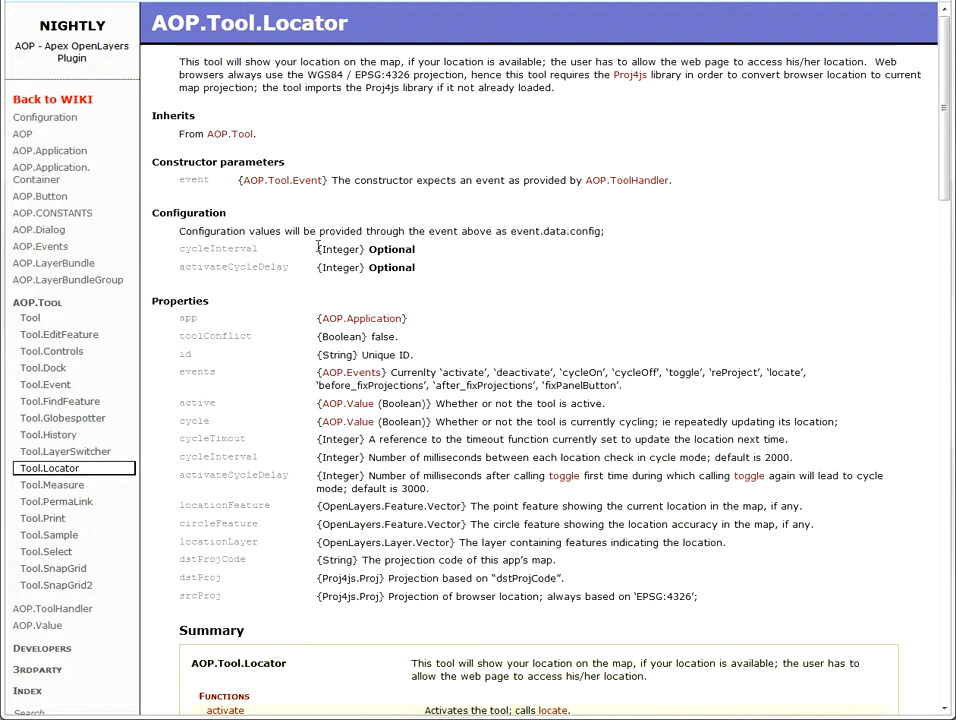 NIGHTLY
AOP - Apex OpenLayers
Plugin
Back to WIKI
Configuration
AOP
AOP.Application
AOP.Application.
Container
AOP.Button
AOP.CONSTANTS
AOP.Dialog
AOP.Events
AOP.LayerBundle
AOP.LayerBundleGroup
AOP.Tool
Tool
Tool.EditFeature
Tool.Controls
Tool.Dock
Tool.Event
Tool.FindFeature
Tool.Globespotter
Tool.History
Tool.LayerSwitcher
Tool.Locator
Tool.Measure
Tool.PermaLink
Tool.Print
Tool.Sample
Tool.Select
Tool.SnapGrid
Tool.SnapGrid2
AOP.ToolHandler
AOP.Value
Developers
3rdparty
Index
Search
AOP.Tool.Locator
This tool will show your location on the map, if your location is available; the user has to allow the web page to access his/her location. Web
browsers always use the WGS84 / EPSG:4326 projection, hence this tool requires the Proj4js library in order to convert browser location to current
map projection; the tool imports the Proj4js library if it not already loaded.
Inherits
From AOP.Tool.
Constructor parameters
event {AOP.Tool.Event} The constructor expects an event as provided by AOP.ToolHandler.
Configuration
Configuration values will be provided through the event above as event.data.config;
cycleInterval {Integer} Optional
activateCycleDelay {Integer} Optional
Properties
app {AOP.Application}
toolConflict {Boolean} false.
id {String} Unique ID.
events {AOP.Events} Currenlty ‘activate’, ‘deactivate’, ‘cycleOn’, ‘cycleOff’, ‘toggle’, ‘reProject’, ‘locate’,
‘before_fixProjections’, ‘after_fixProjections’, ‘fixPanelButton’.
active {AOP.Value (Boolean)} Whether or not the tool is active.
cycle {AOP.Value (Boolean)} Whether or not the tool is currently cycling; ie repeatedly updating its location;
cycleTimout {Integer} A reference to the timeout function currently set to update the location next time.
cycleInterval {Integer} Number of milliseconds between each location check in cycle mode; default is 2000.
activateCycleDelay {Integer} Number of milliseconds after calling toggle first time during which calling toggle again will lead to cycle
mode; default is 3000.
locationFeature {OpenLayers.Feature.Vector} The point feature showing the current location in the map, if any.
circleFeature {OpenLayers.Feature.Vector} The circle feature showing the location accuracy in the map, if any.
locationLayer {OpenLayers.Layer.Vector} The layer containing features indicating the location.
dstProjCode {String} The projection code of this app’s map.
dstProj {Proj4js.Proj} Projection based on “dstProjCode”.
srcProj {Proj4js.Proj} Projection of browser location; always based on ‘EPSG:4326’;
Summary
AOP.Tool.Locator This tool will show your location on the map, if your location is available; the user has to
allow the web page to access his/her location.
Functions
activate Activates the tool; calls locate.